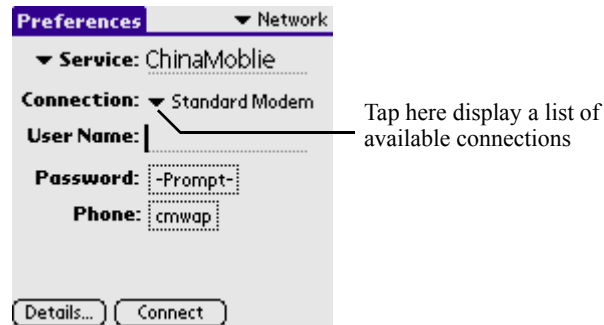 Preferences ▼ Network
▼ Service: ChinaMoblie
Connection: ▼ Standard Modem
Tap here display a list of
available connections
User Name:
Password: -Prompt-
Phone: cmwap
Details... Connect